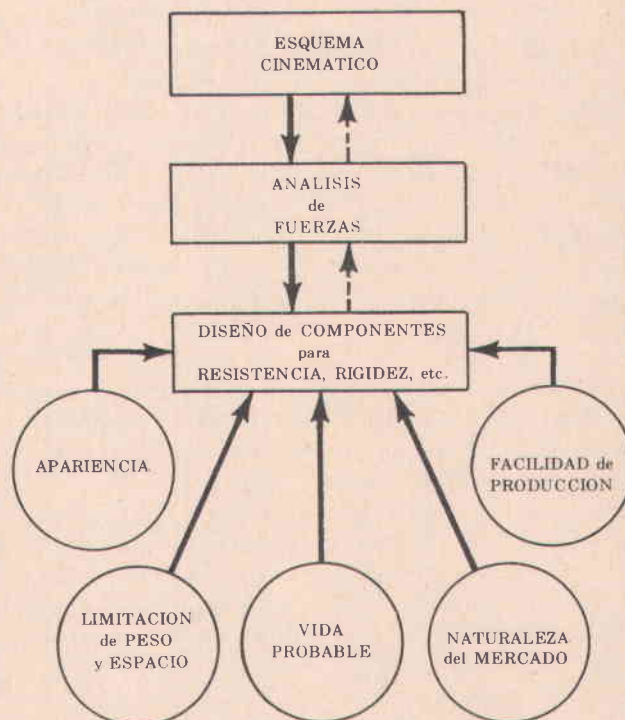 ESQUEMA
CINEMATICO
ANALISIS
de
FUERZAS
DISEÑO de COMPONENTES
para
RESISTENCIA, RIGIDEZ, etc.
APARIENCIA
FACILIDAD de
PRODUCCION
LIMITACION
de PESO
y ESPACIO
VIDA
PROBABLE
NATURALEZA
del MERCADO